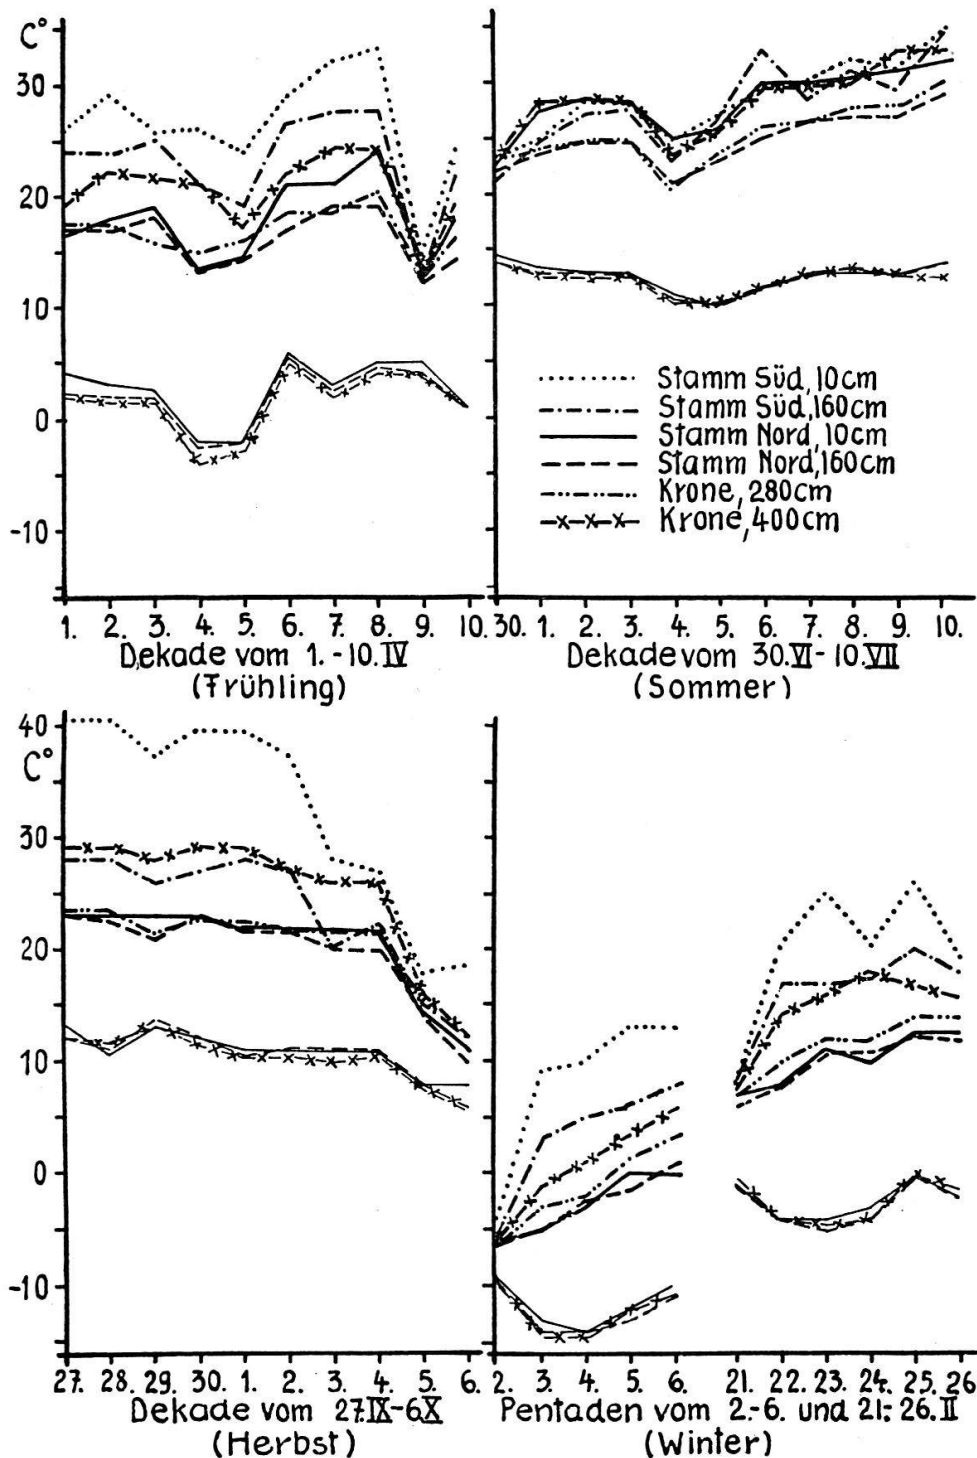 C°
30
20
10
0
-10
Stamm Süd, 10cm
Stamm Süd, 160cm
Stamm Nord, 10cm
Stamm Nord, 160cm
Krone, 280cm
Krone, 400cm
1. 2. 3. 4. 5. 6. 7. 8. 9. 10.
Dekade vom 1.-10. IV
(Frühling)
30. 1. 2. 3. 4. 5. 6. 7. 8. 9. 10.
Dekade vom 30. VI - 10. VII
(Sommer)
40
C°
30
20
10
0
-10
27. 28. 29. 30. 1. 2. 3. 4. 5. 6.
Dekade vom 27.IX-6X
(Herbst)
2. 3. 4. 5. 6. 21. 22. 23. 24. 25. 26
Pentaden vom 2.-6. und 21:26. II
(Winter)